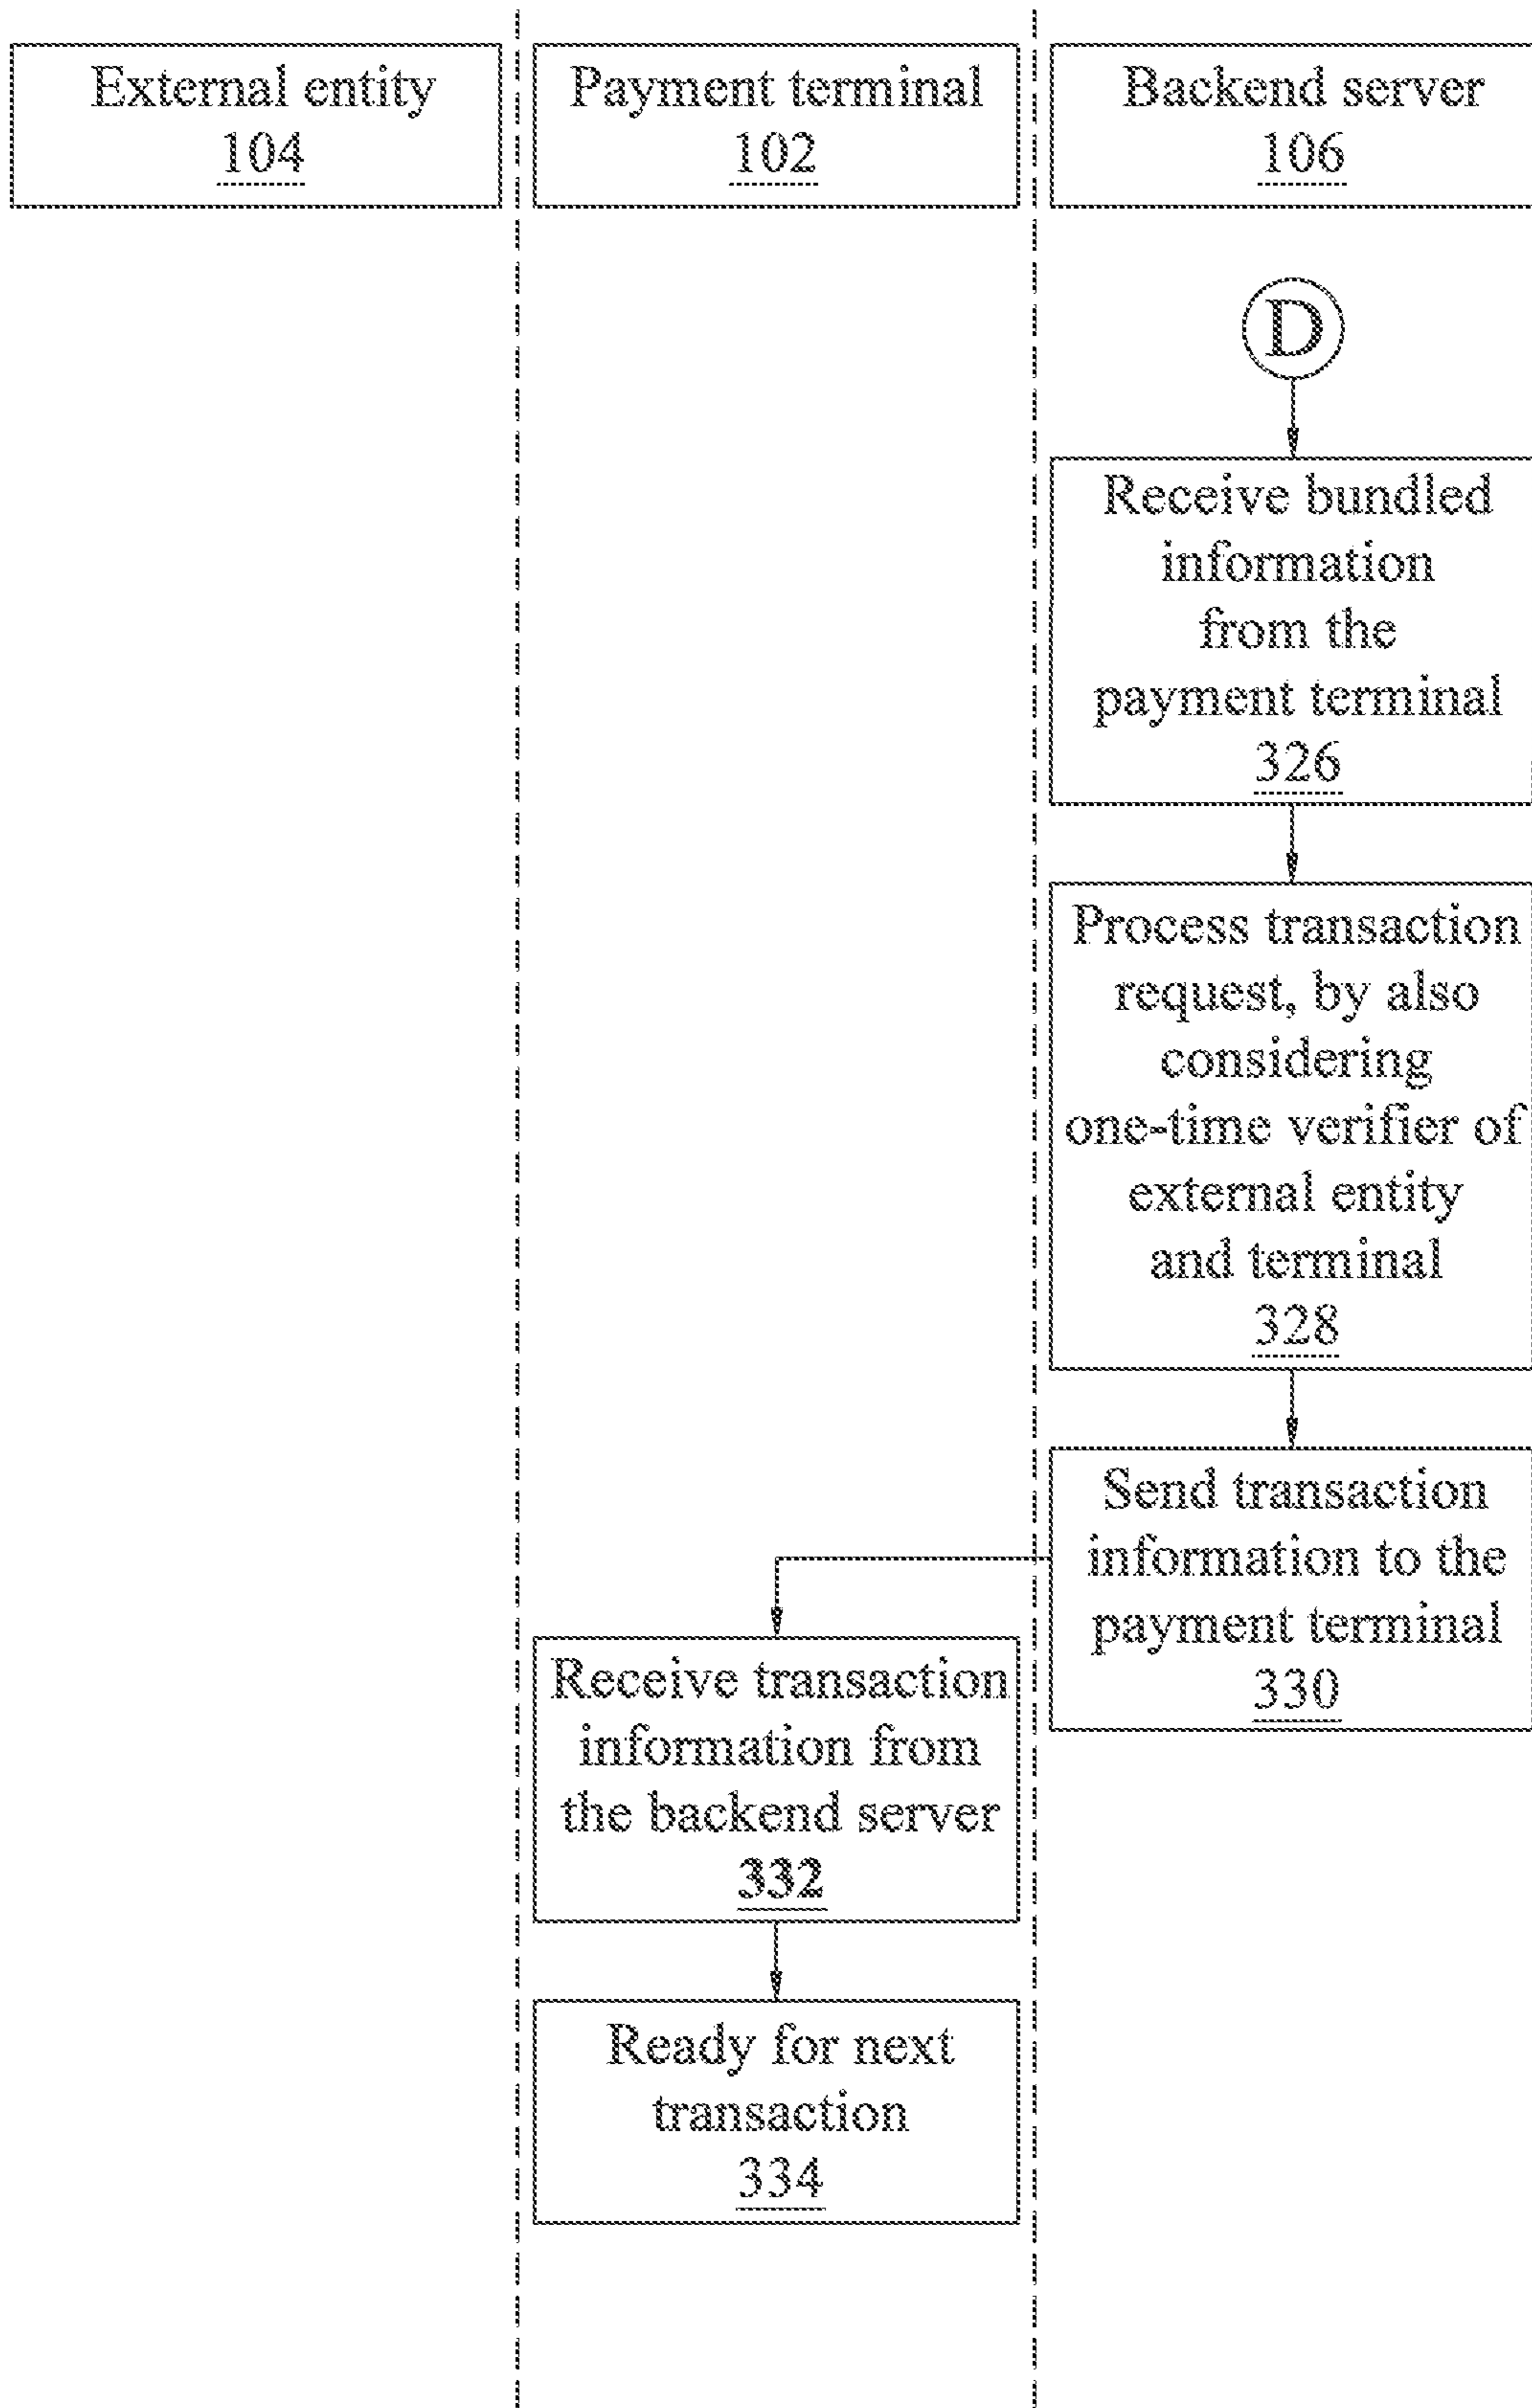 External entity
104
Payment terminal
102
Backend server
106
D
Receive bundled
information
from the
payment terminal
326
Process transaction
request, by also
considering
one-time verifier of
external entity
and terminal
328
Send transaction
information to the
payment terminal
330
Receive transaction
information from
the backend server
332
Ready for next
transaction
334